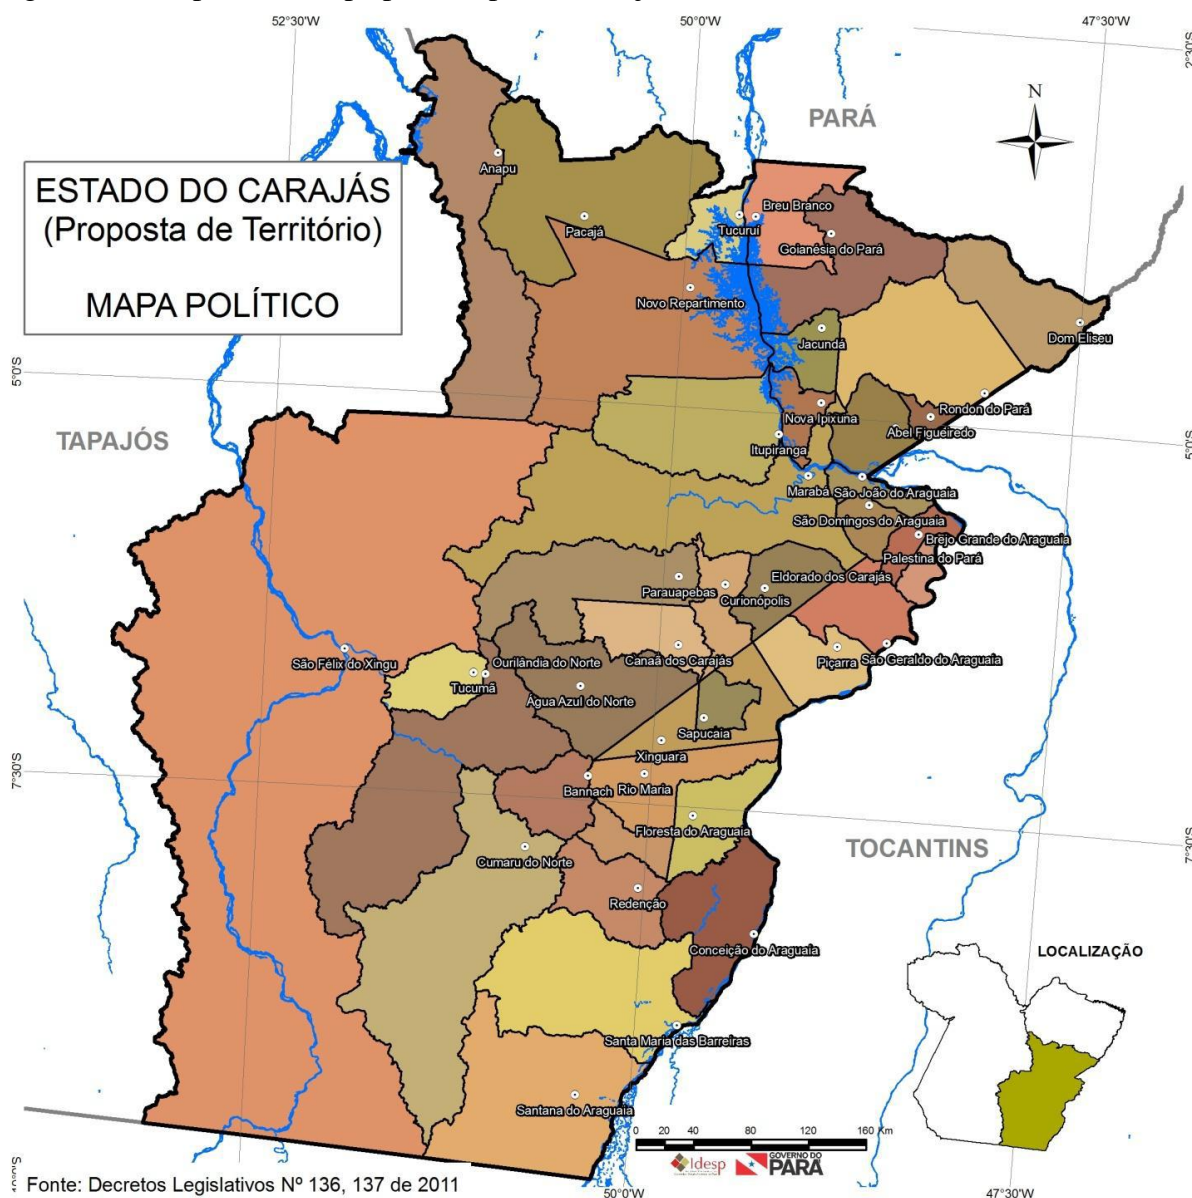 52°30'W
50°0'W
47°30'W
2°30'S
N
PARÁ
ESTADO DO CARAJÁS
(Proposta de Território)
MAPA POLÍTICO
Anapu
Pacajá
Tucuruí
Breu Branco
Goianésia do Pará
Novo Repartimento
Jacundá
Dom Eliseu
5°0'S
TAPAJÓS
Rondon do Pará
Nova Ipixuna
Abel Figueiredo
5°0'S
Itupiranga
Marabá
São João do Araguaia
São Domingos do Araguaia
Brejo Grande do Araguaia
Palestina do Pará
Eldorado dos Carajás
Parauapebas
Curionópolis
São Félix do Xingu
Ourilândia do Norte
Canaã dos Carajás
Piçarra
São Geraldo do Araguaia
Tucumã
Água Azul do Norte
Sapucaia
Xinguara
7°30'S
Bannach
Rio Maria
Floresta do Araguaia
TOCANTINS
7°30'S
Cumaru do Norte
Redenção
Conceição do Araguaia
LOCALIZAÇÃO
Santa Maria das Barreiras
Santana do Araguaia
0 20 40 80 120 160 Km
Idesp
GOVERNO DO
PARÁ
Fonte: Decretos Legislativos Nº 136, 137 de 2011
50°0'W
47°30'W